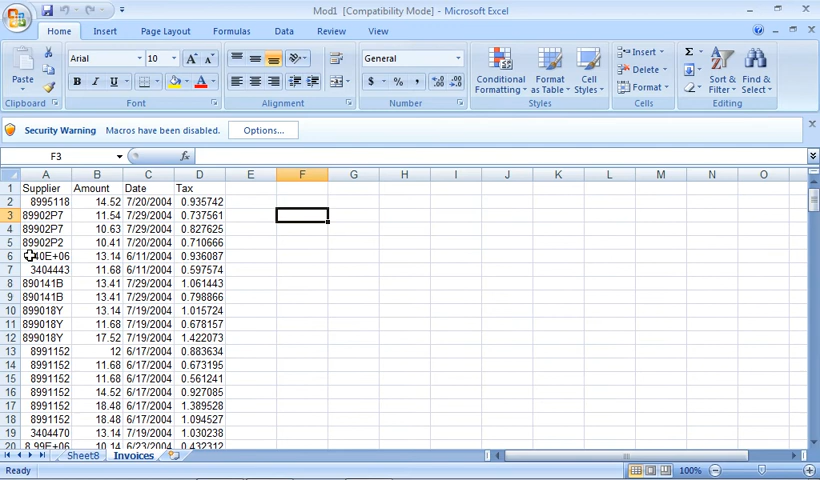 Mod1 [Compatibility Mode] - Microsoft Excel
Home Insert Page Layout Formulas Data Review View
Paste
Clipboard
Arial 10
B I U
Font
Alignment
General
$ % ,
Number
Conditional Formatting
Format as Table
Cell Styles
Styles
Insert
Delete
Format
Cells
Σ
Sort & Filter
Find & Select
Editing
Security Warning Macros have been disabled. Options...
F3 fx
A B C D E F G H I J K L M N O
1 Supplier Amount Date Tax
2 8995118 14.52 7/20/2004 0.935742
3 89902P7 11.54 7/29/2004 0.737561
4 89902P7 10.63 7/29/2004 0.827625
5 89902P2 10.41 7/20/2004 0.710666
6 40E+06 13.14 6/11/2004 0.936087
7 3404443 11.68 6/11/2004 0.597574
8 890141B 13.41 7/29/2004 1.061443
9 890141B 13.41 7/29/2004 0.798866
10 899018Y 13.14 7/19/2004 1.015724
11 899018Y 11.68 7/19/2004 0.678157
12 899018Y 17.52 7/19/2004 1.422073
13 8991152 12 6/17/2004 0.883634
14 8991152 11.68 6/17/2004 0.673195
15 8991152 11.68 6/17/2004 0.561241
16 8991152 14.52 6/17/2004 0.927085
17 8991152 18.48 6/17/2004 1.389528
18 8991152 18.48 6/17/2004 1.094527
19 3404470 13.14 7/19/2004 1.030238
20 8.99E+06 10.14 6/23/2004 0.432312
Sheet8 Invoices
Ready 100%